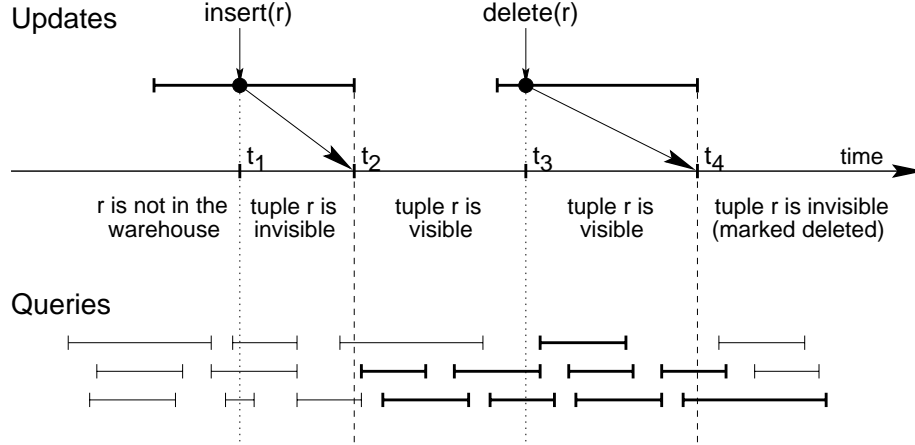 Updates
insert(r)
delete(r)
t1
t2
t3
t4
time
r is not in the
warehouse
tuple r is
invisible
tuple r is
visible
tuple r is
visible
tuple r is invisible
(marked deleted)
Queries